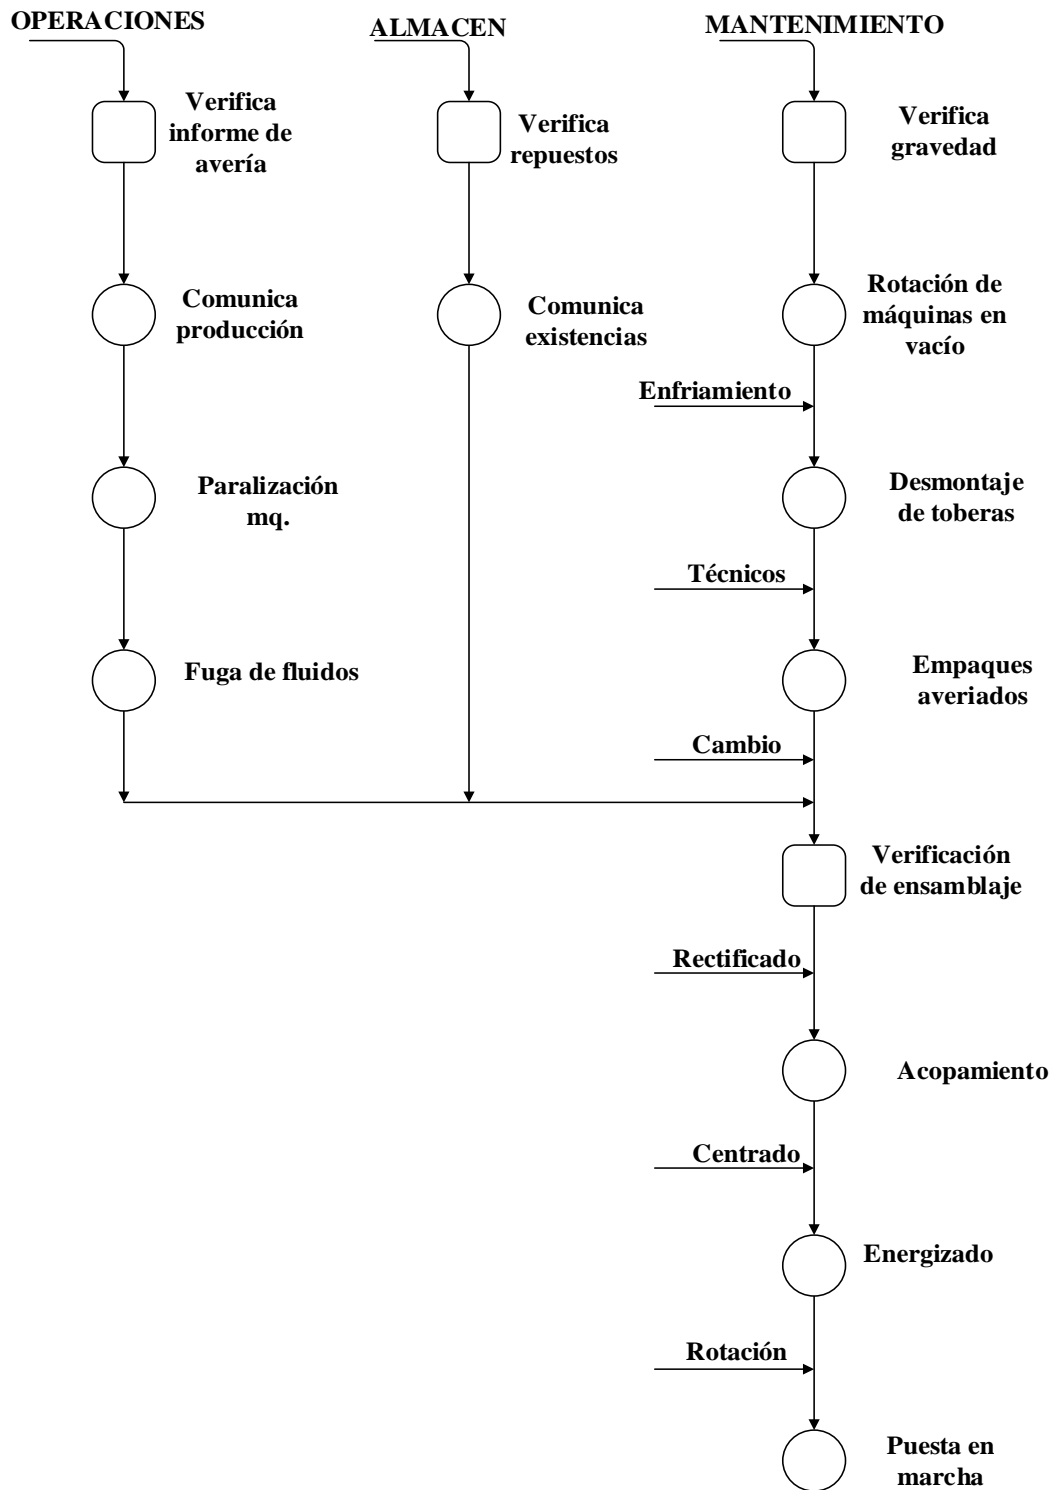 OPERACIONES
ALMACEN
MANTENIMIENTO
Verifica
informe de
avería
Verifica
repuestos
Verifica
gravedad
Comunica
producción
Comunica
existencias
Rotación de
máquinas en
vacío
Enfriamiento
Paralización
mq.
Desmontaje
de toberas
Técnicos
Fuga de fluidos
Empaques
averiados
Cambio
Verificación
de ensamblaje
Rectificado
Acopamiento
Centrado
Energizado
Rotación
Puesta en
marcha